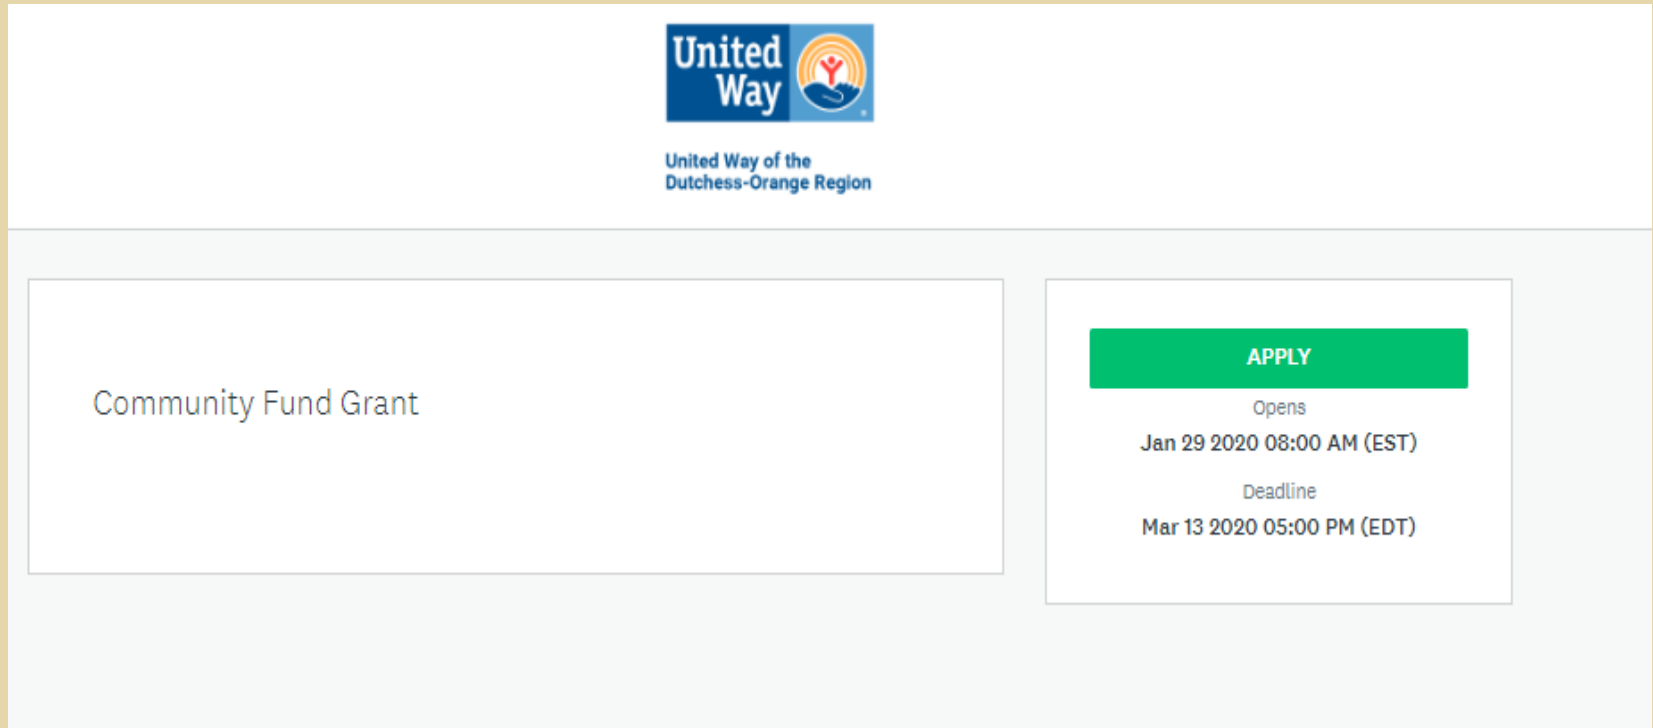 United
Way
United Way of the
Dutchess-Orange Region
Community Fund Grant
APPLY
Opens
Jan 29 2020 08:00 AM (EST)
Deadline
Mar 13 2020 05:00 PM (EDT)